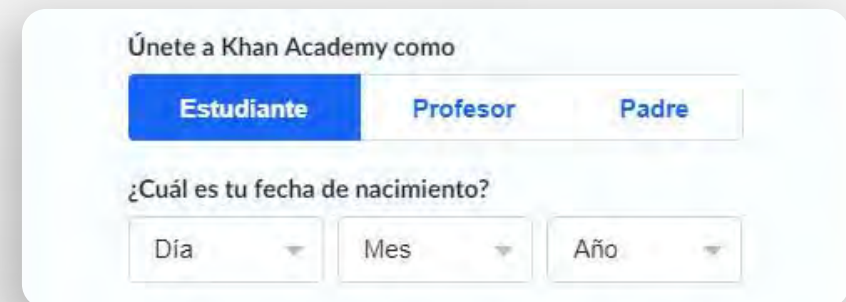 Únete a Khan Academy como
Estudiante Profesor Padre
¿Cuál es tu fecha de nacimiento?
Día Mes Año